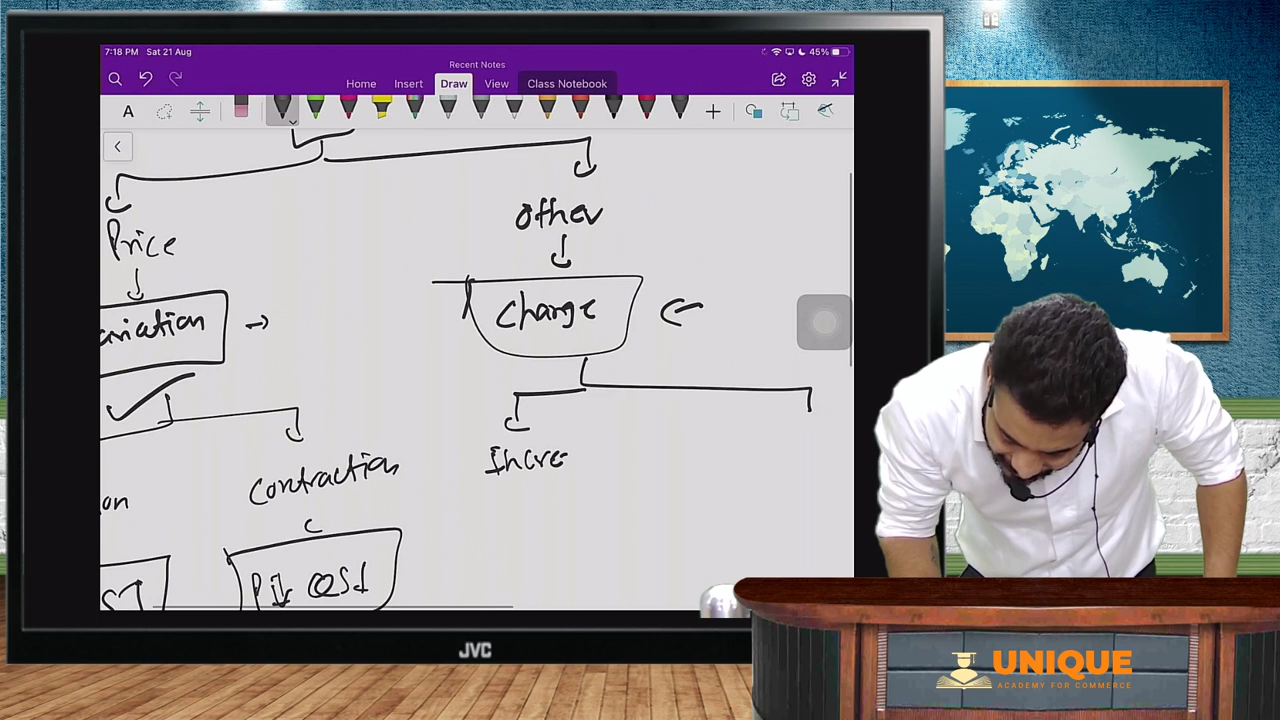 7:18 PM Sat 21 Aug
45%
Recent Notes
Home Insert Draw View Class Notebook
A
Price
Other
ariation
Change
Contraction
Incre
on
JVC
UNIQUE
ACADEMY FOR COMMERCE